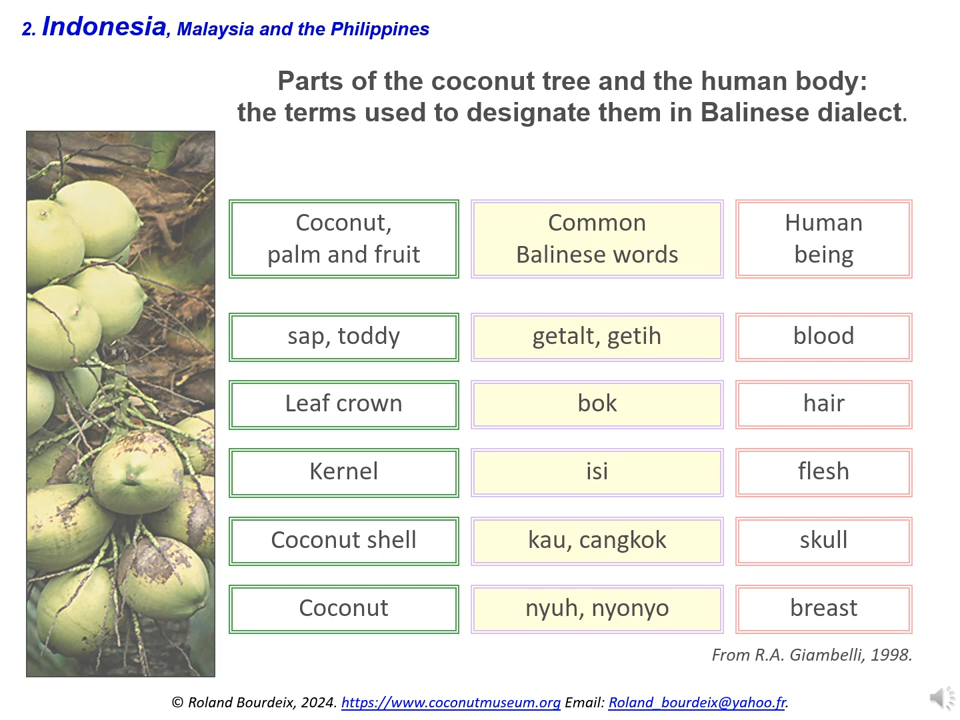 2. Indonesia, Malaysia and the Philippines
Parts of the coconut tree and the human body:
the terms used to designate them in Balinese dialect.
Coconut,
palm and fruit
Common
Balinese words
Human
being
sap, toddy
getalt, getih
blood
Leaf crown
bok
hair
Kernel
isi
flesh
Coconut shell
kau, cangkok
skull
Coconut
nyuh, nyonyo
breast
From R.A. Giambelli, 1998.
© Roland Bourdeix, 2024. https://www.coconutmuseum.org Email: Roland_bourdeix@yahoo.fr.